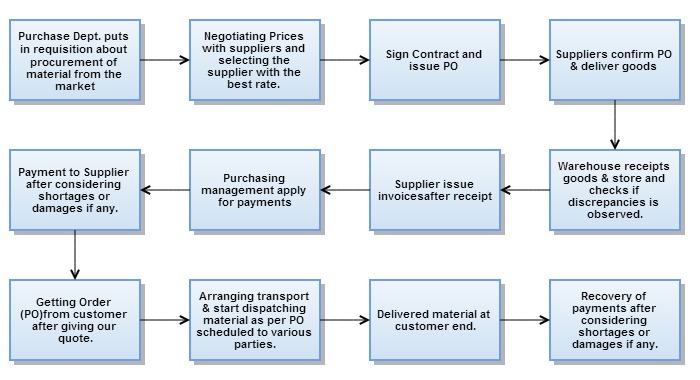 Purchase Dept. puts
in requisition about
procurement of
material from the
market
Negotiating Prices
with suppliers and
selecting the
supplier with the
best rate.
Sign Contract and
issue PO
Suppliers confirm PO
& deliver goods
Warehouse receipts
goods & store and
checks if
discrepancies is
observed.
Supplier issue
invoicesafter receipt
Purchasing
management apply
for payments
Payment to Supplier
after considering
shortages or
damages if any.
Getting Order
(PO)from customer
after giving our
quote.
Arranging transport
& start dispatching
material as per PO
scheduled to various
parties.
Delivered material at
customer end.
Recovery of
payments after
considering
shortages or
damages if any.